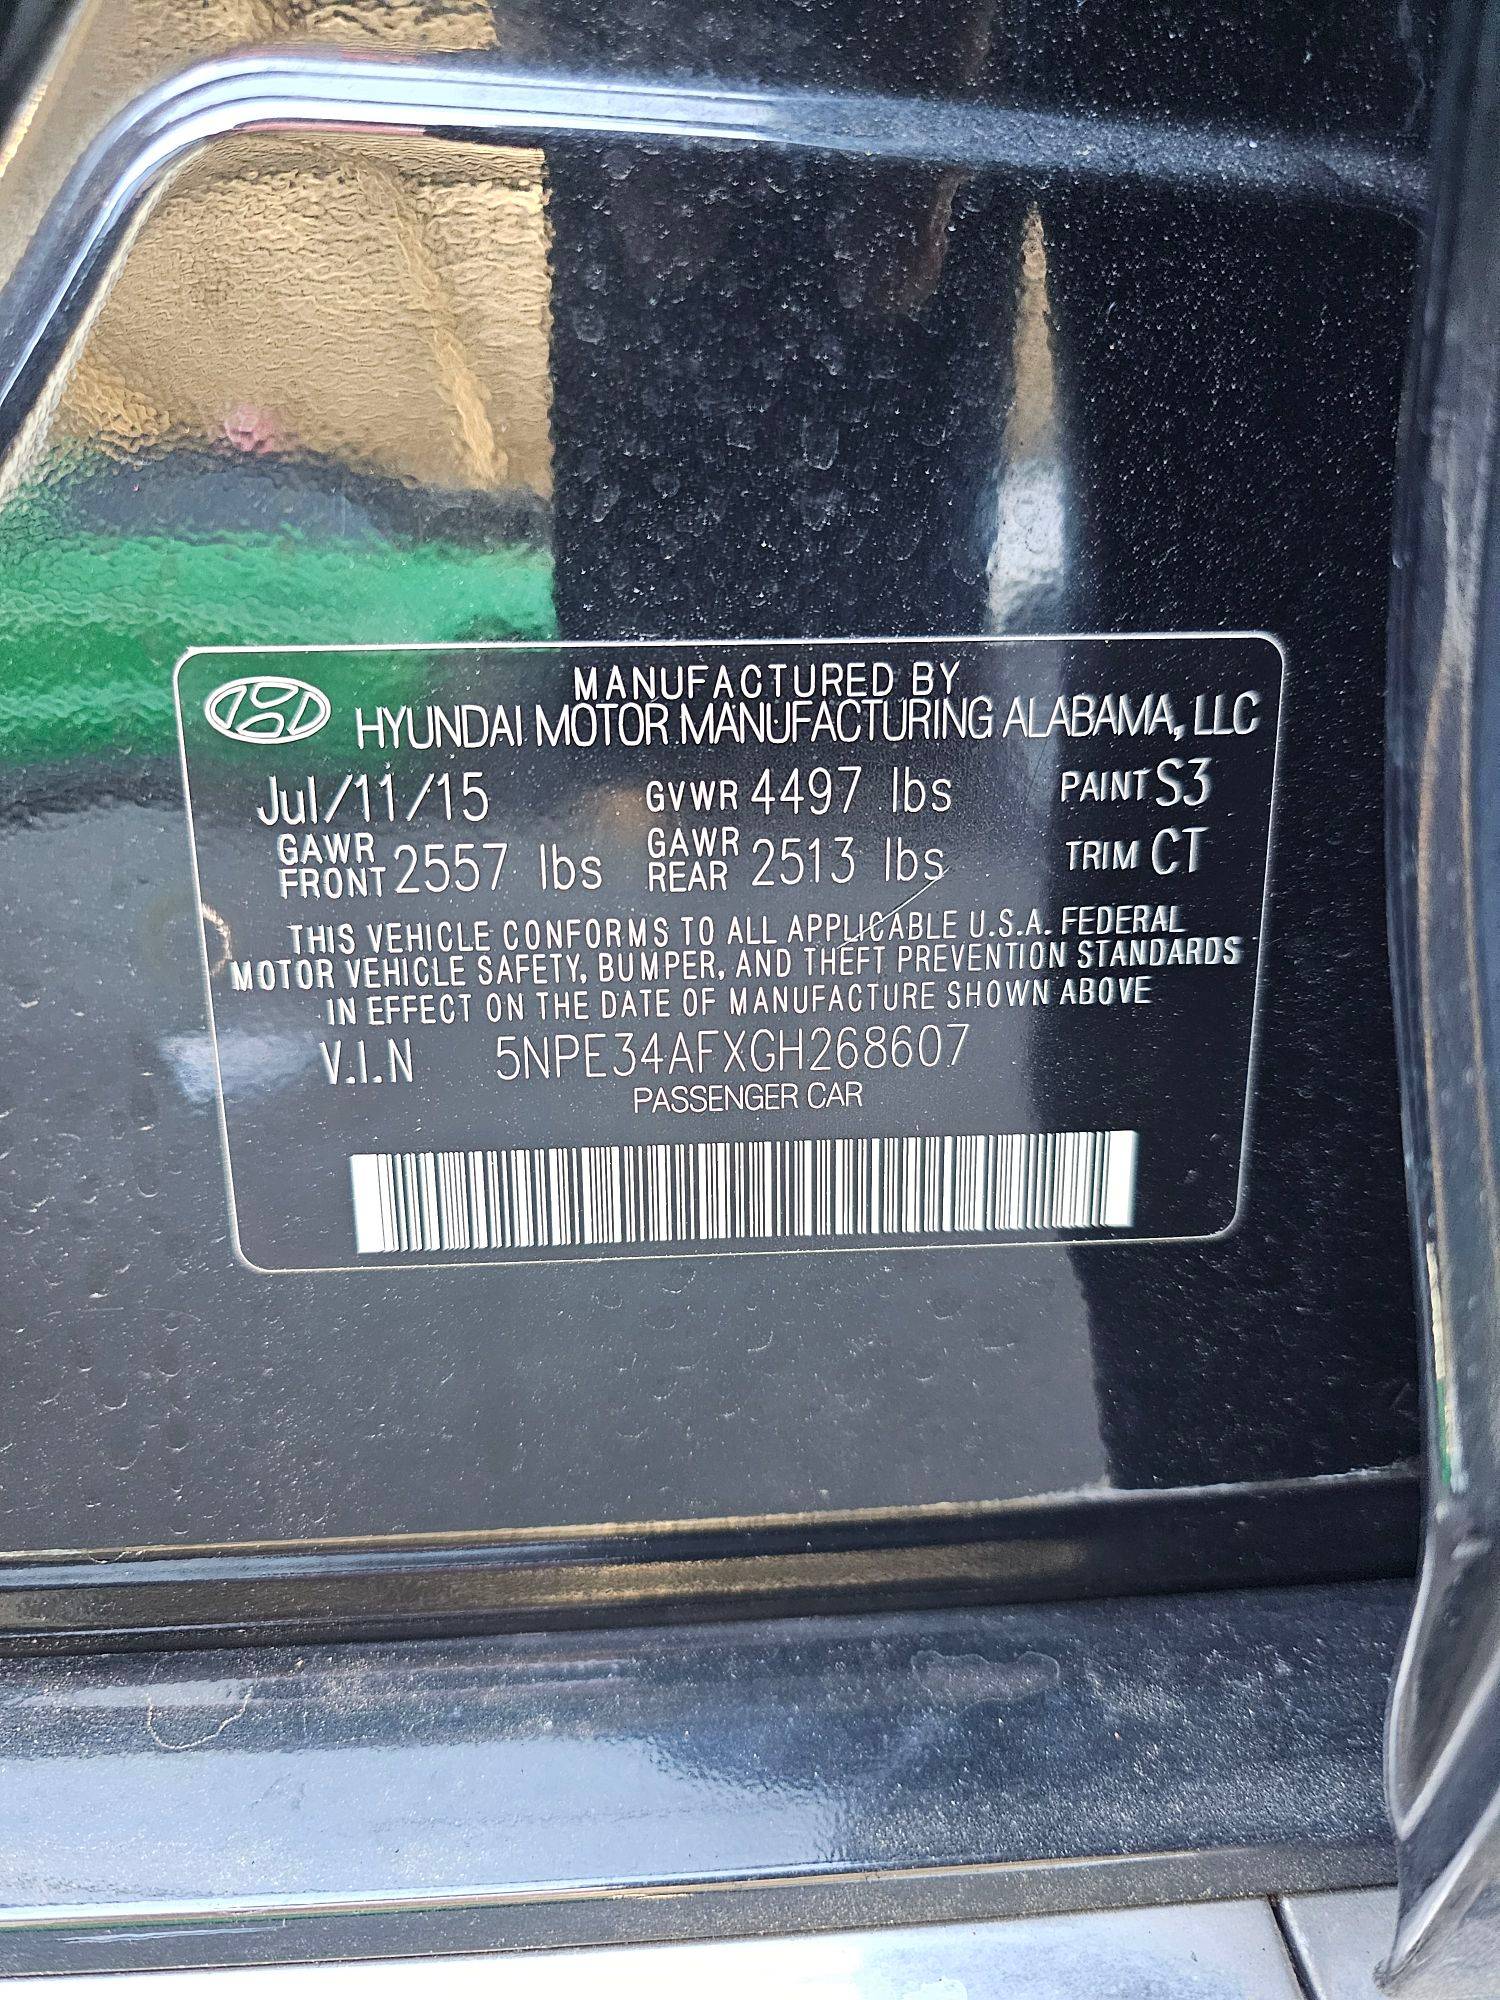 MANUFACTURED BY
HYUNDAI MOTOR MANUFACTURING ALABAMA, LLC
Jul/11/15 GVWR 4497 lbs PAINT S3
GAWR FRONT 2557 lbs GAWR REAR 2513 lbs TRIM CT
THIS VEHICLE CONFORMS TO ALL APPLICABLE U.S.A. FEDERAL
MOTOR VEHICLE SAFETY, BUMPER, AND THEFT PREVENTION STANDARDS
IN EFFECT ON THE DATE OF MANUFACTURE SHOWN ABOVE
V.I.N 5NPE34AFXGH268607
PASSENGER CAR